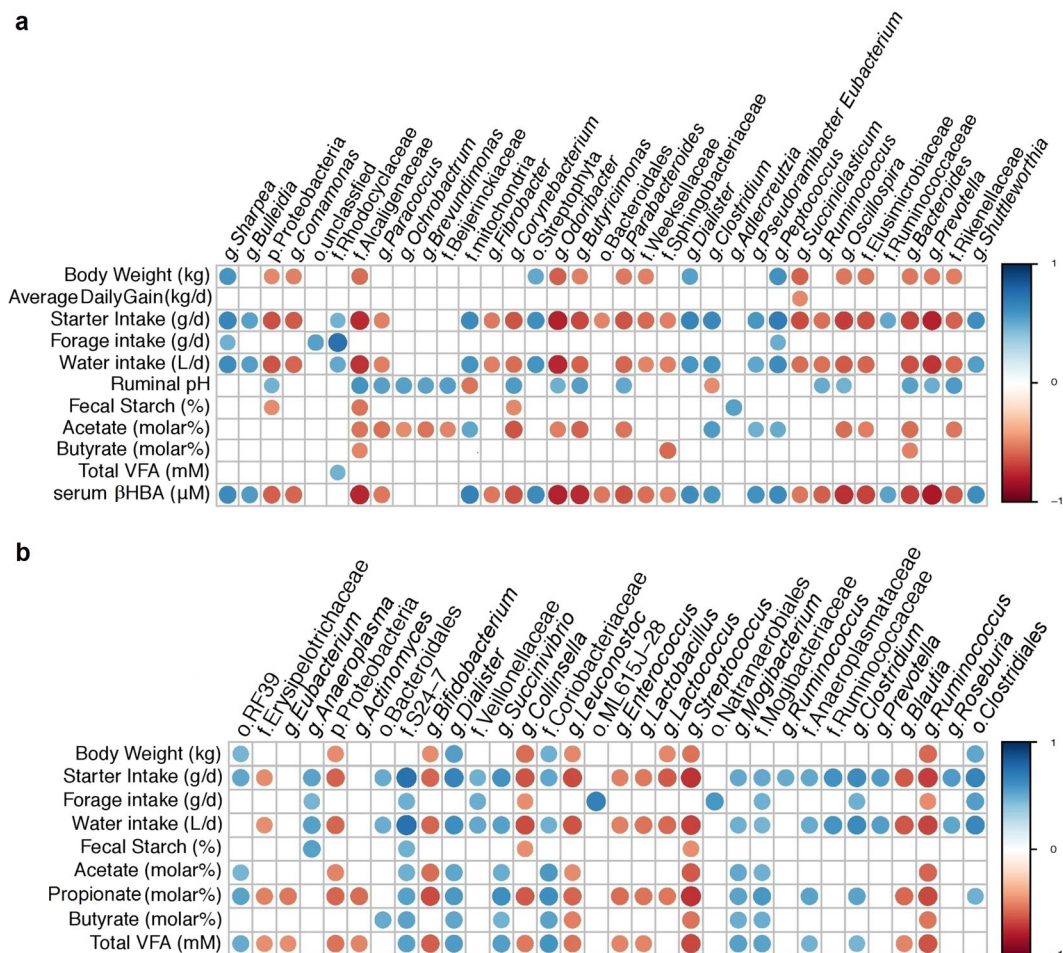 a
g. Sharpea
g. Bulleidia
p. Proteobacteria
g. Comamonas
o. unclassified
f. Rhodocyclaceae
f. Alcaligenaceae
g. Paracoccus
g. Ochrobactrum
g. Brevundimonas
f. Beijerinckiaceae
f. mitochondria
g. Fibrobacter
g. Corynebacterium
o. Streptophyta
g. Odoribacter
g. Butyricimonas
o. Bacteroidales
g. Parabacteroides
f. Weeksellaceae
f. Sphingobacteriaceae
g. Dialister
g. Clostridium
g. Adlercreutzia
g. Pseudoramibacter Eubacterium
g. Peptococcus
g. Succiniclasticum
g. Ruminococcus
g. Oscillospira
f. Elusimicrobiaceae
f. Ruminococcaceae
g. Bacteroides
g. Prevotella
f. Rikenellaceae
g. Shuttleworthia
Body Weight (kg)
Average Daily Gain (kg/d)
Starter Intake (g/d)
Forage intake (g/d)
Water intake (L/d)
Ruminal pH
Fecal Starch (%)
Acetate (molar%)
Butyrate (molar%)
Total VFA (mM)
serum βHBA (μM)
1
0
−1
b
o. RF39
f. Erysipelotrichaceae
g. Eubacterium
g. Anaeroplasma
p. Proteobacteria
g. Actinomyces
o. Bacteroidales
f. S24−7
g. Bifidobacterium
g. Dialister
f. Veillonellaceae
g. Succinivibrio
g. Collinsella
f. Coriobacteriaceae
g. Leuconostoc
o. ML615J−28
g. Enterococcus
g. Lactobacillus
g. Lactococcus
g. Streptococcus
o. Natranaerobiales
g. Mogibacterium
f. Mogibacteriaceae
g. Ruminococcus
f. Anaeroplasmataceae
f. Ruminococcaceae
g. Clostridium
g. Prevotella
g. Bautia
g. Ruminococcus
g. Roseburia
o. Clostridiales
Body Weight (kg)
Starter Intake (g/d)
Forage intake (g/d)
Water intake (L/d)
Fecal Starch (%)
Acetate (molar%)
Propionate (molar%)
Butyrate (molar%)
Total VFA (mM)
1
0